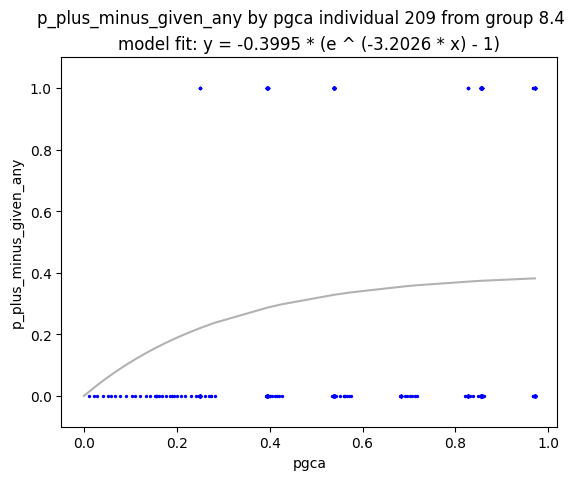 p_plus_minus_given_any by pgca individual 209 from group 8.4
model fit: y = -0.3995 * (e ^ (-3.2026 * x) - 1)
1.0
0.8
0.6
0.4
0.2
0.0
p_plus_minus_given_any
0.0 0.2 0.4 0.6 0.8 1.0
pgca